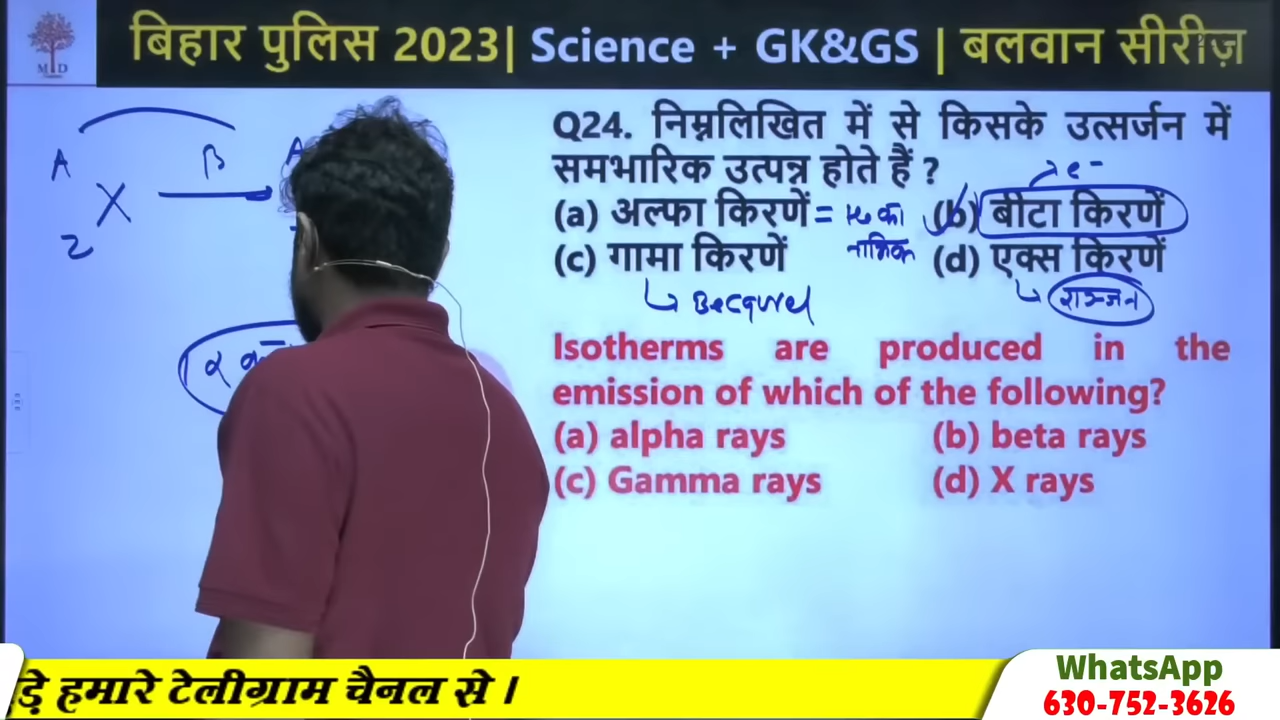 बिहार पुलिस 2023| Science + GK&GS | बलवान सीरीज़
M D
A
β
A
X
Z
Q24. निम्नलिखित में से किसके उत्सर्जन में
समभारिक उत्पन्न होते हैं ?
e-
(a) अल्फा किरणें = He का नाभिक
(b) बीटा किरणें
(c) गामा किरणें
(d) एक्स किरणें
Becqurel
α
Isotherms are produced in the
emission of which of the following?
(a) alpha rays (b) beta rays
(c) Gamma rays (d) X rays
हमारे टेलीग्राम चैनल से ।
WhatsApp
630-752-3626